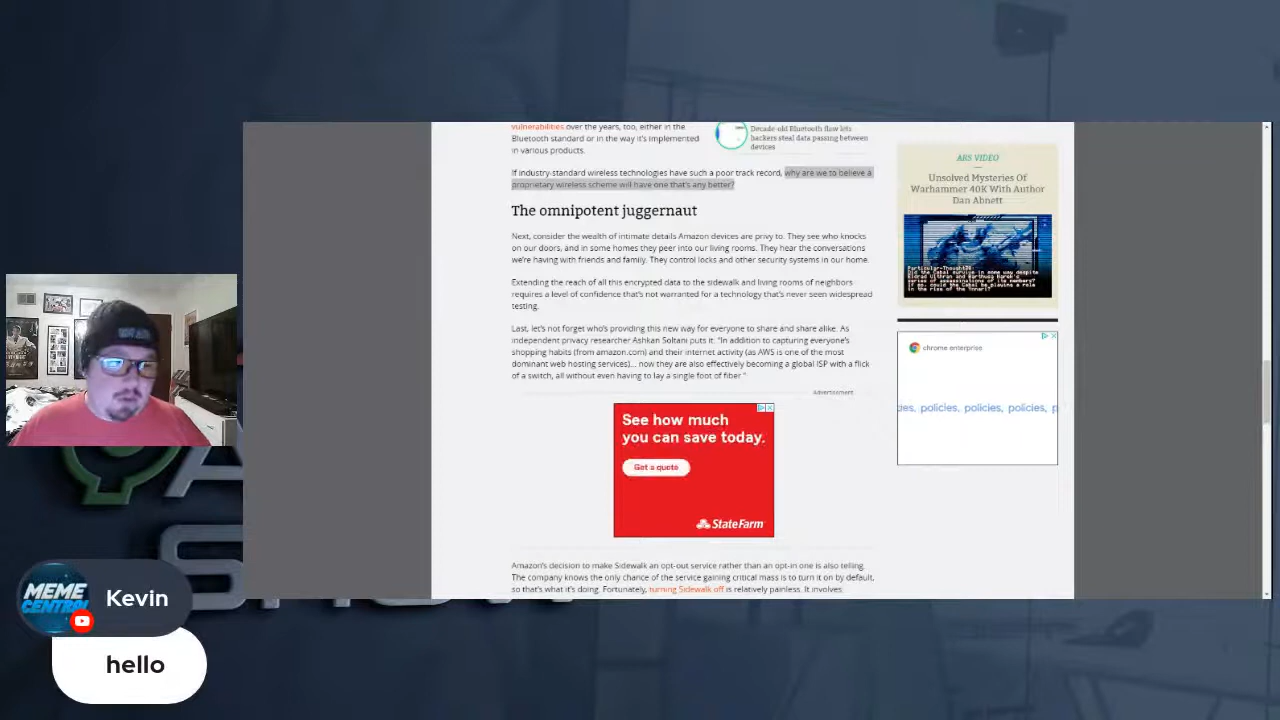 vulnerabilities over the years, too, either in the
Bluetooth standard or in the way it's implemented
in various products.
Decade-old Bluetooth flaw lets
hackers steal data passing between
devices
If industry-standard wireless technologies have such a poor track record, why are we to believe a
proprietary wireless scheme will have one that's any better?
The omnipotent juggernaut
Next, consider the wealth of intimate details Amazon devices are privy to. They see who knocks
on our doors, and in some homes they peer into our living rooms. They hear the conversations
we're having with friends and family. They control locks and other security systems in our home.
Extending the reach of all this encrypted data to the sidewalk and living rooms of neighbors
requires a level of confidence that's not warranted for a technology that's never seen widespread
testing.
Last, let's not forget who's providing this new way for everyone to share and share alike. As
independent privacy researcher Ashkan Soltani puts it: "In addition to capturing everyone's
shopping habits (from amazon.com) and their internet activity (as AWS is one of the most
dominant web hosting services)... now they are also effectively becoming a global ISP with a flick
of a switch, all without even having to lay a single foot of fiber."
Advertisement
See how much
you can save today.
Get a quote
StateFarm
Amazon's decision to make Sidewalk an opt-out service rather than an opt-in one is also telling.
The company knows the only chance of the service gaining critical mass is to turn it on by default,
so that's what it's doing. Fortunately, turning Sidewalk off is relatively painless. It involves:
ARS VIDEO
Unsolved Mysteries Of
Warhammer 40K With Author
Dan Abnett
chrome enterprise
policies, policies, policies, p
MEME
CENTRAL
Kevin
hello